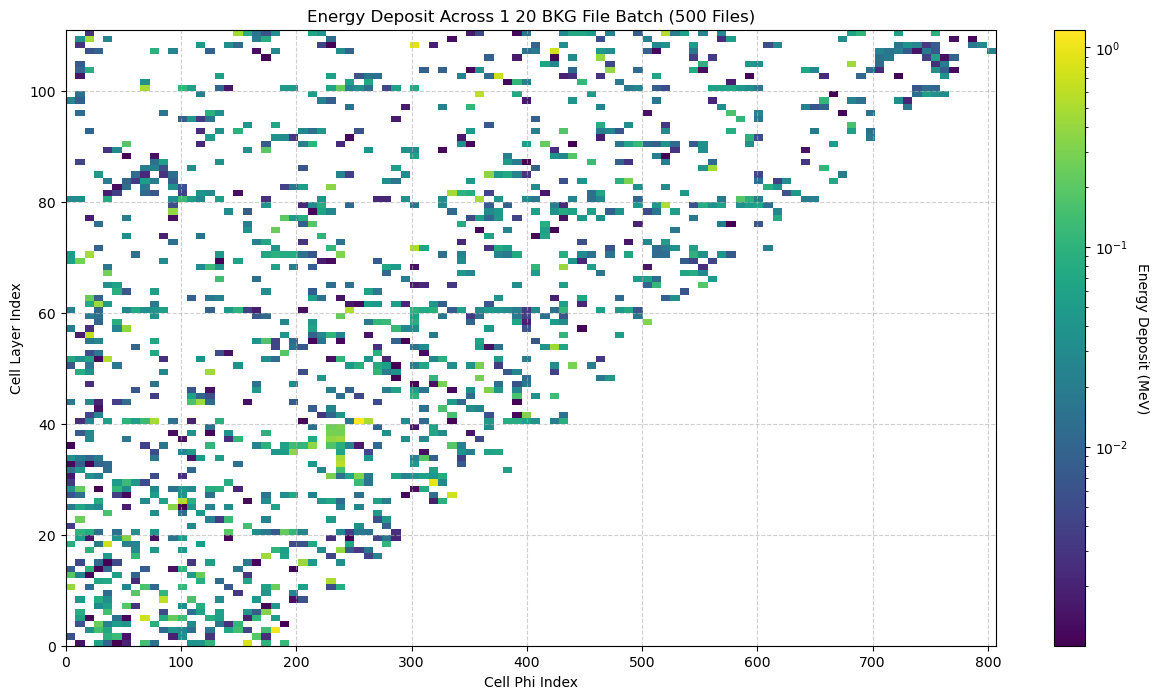 Energy Deposit Across 1 20 BKG File Batch (500 Files)
Cell Layer Index
100
80
60
40
20
0
0 100 200 300 400 500 600 700 800
Cell Phi Index
10⁰
10⁻¹
10⁻²
Energy Deposit (MeV)